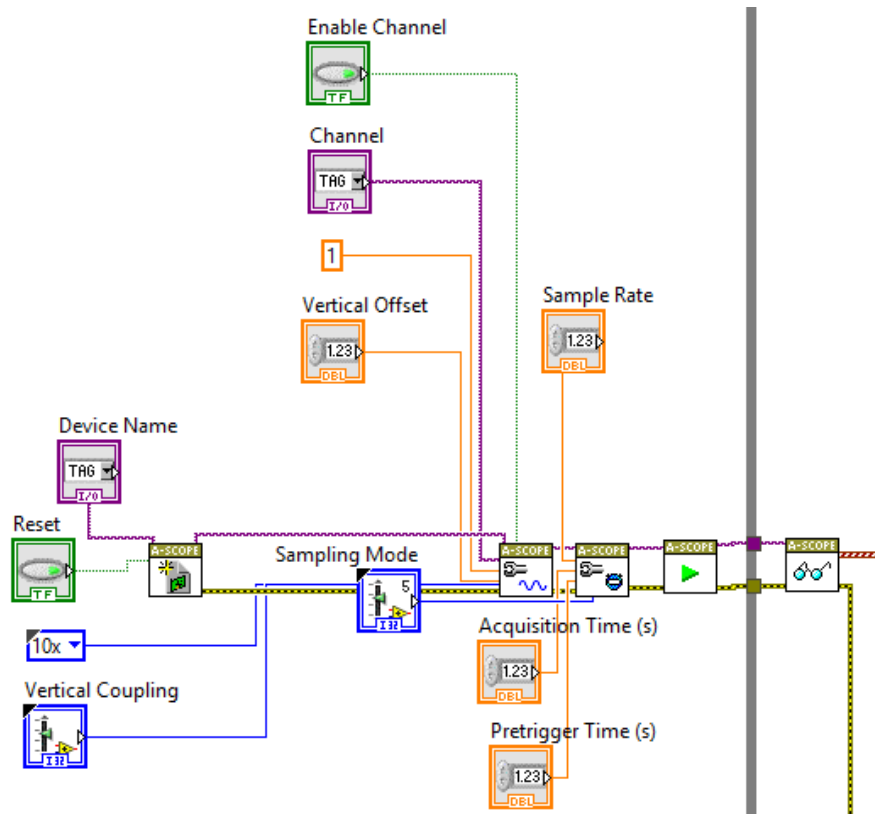 Enable Channel
TF
Channel
TAG
I/O
1
Vertical Offset
1.23
DBL
Sample Rate
1.23
DBL
Device Name
TAG
I/O
Reset
TF
A-SCOPE
Sampling Mode
5
I32
A-SCOPE
A-SCOPE
A-SCOPE
A-SCOPE
10x
Acquisition Time (s)
1.23
DBL
Vertical Coupling
I32
Pretrigger Time (s)
1.23
DBL